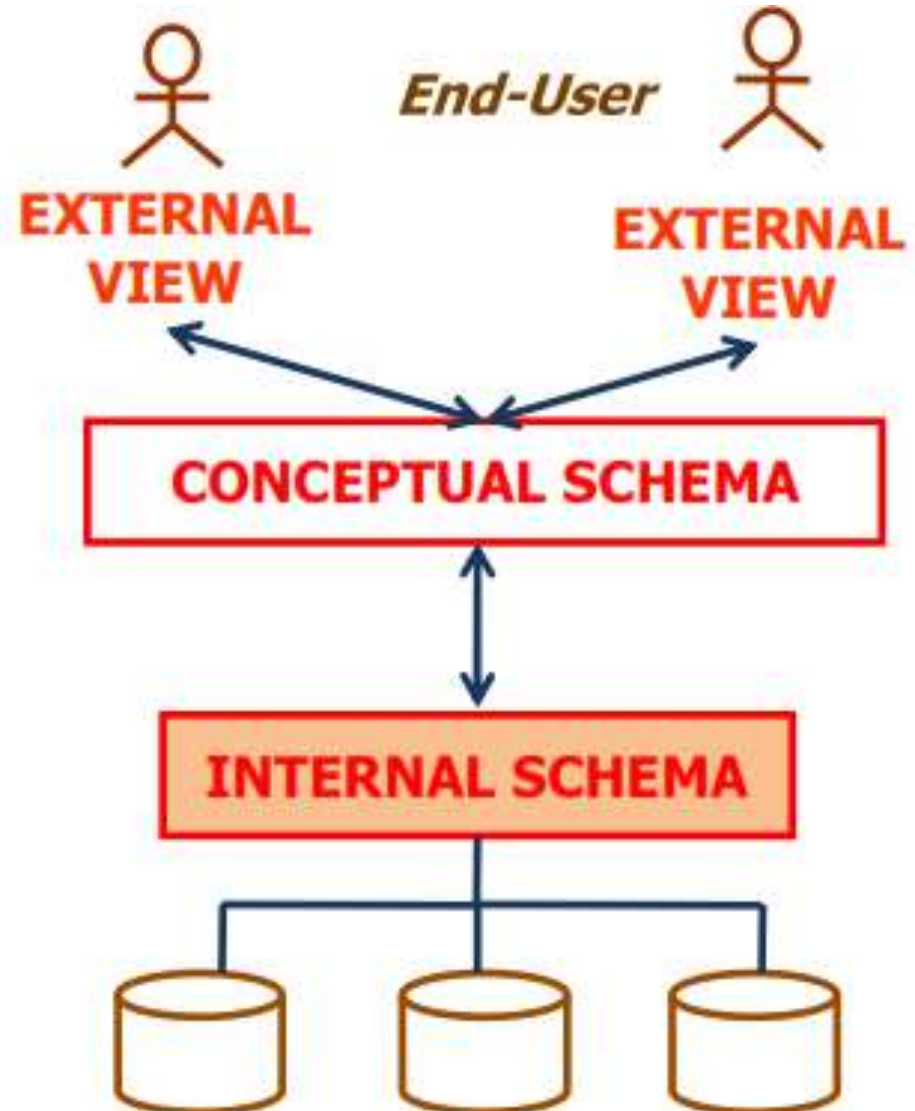 End-User
EXTERNAL
VIEW
EXTERNAL
VIEW
CONCEPTUAL SCHEMA
INTERNAL SCHEMA